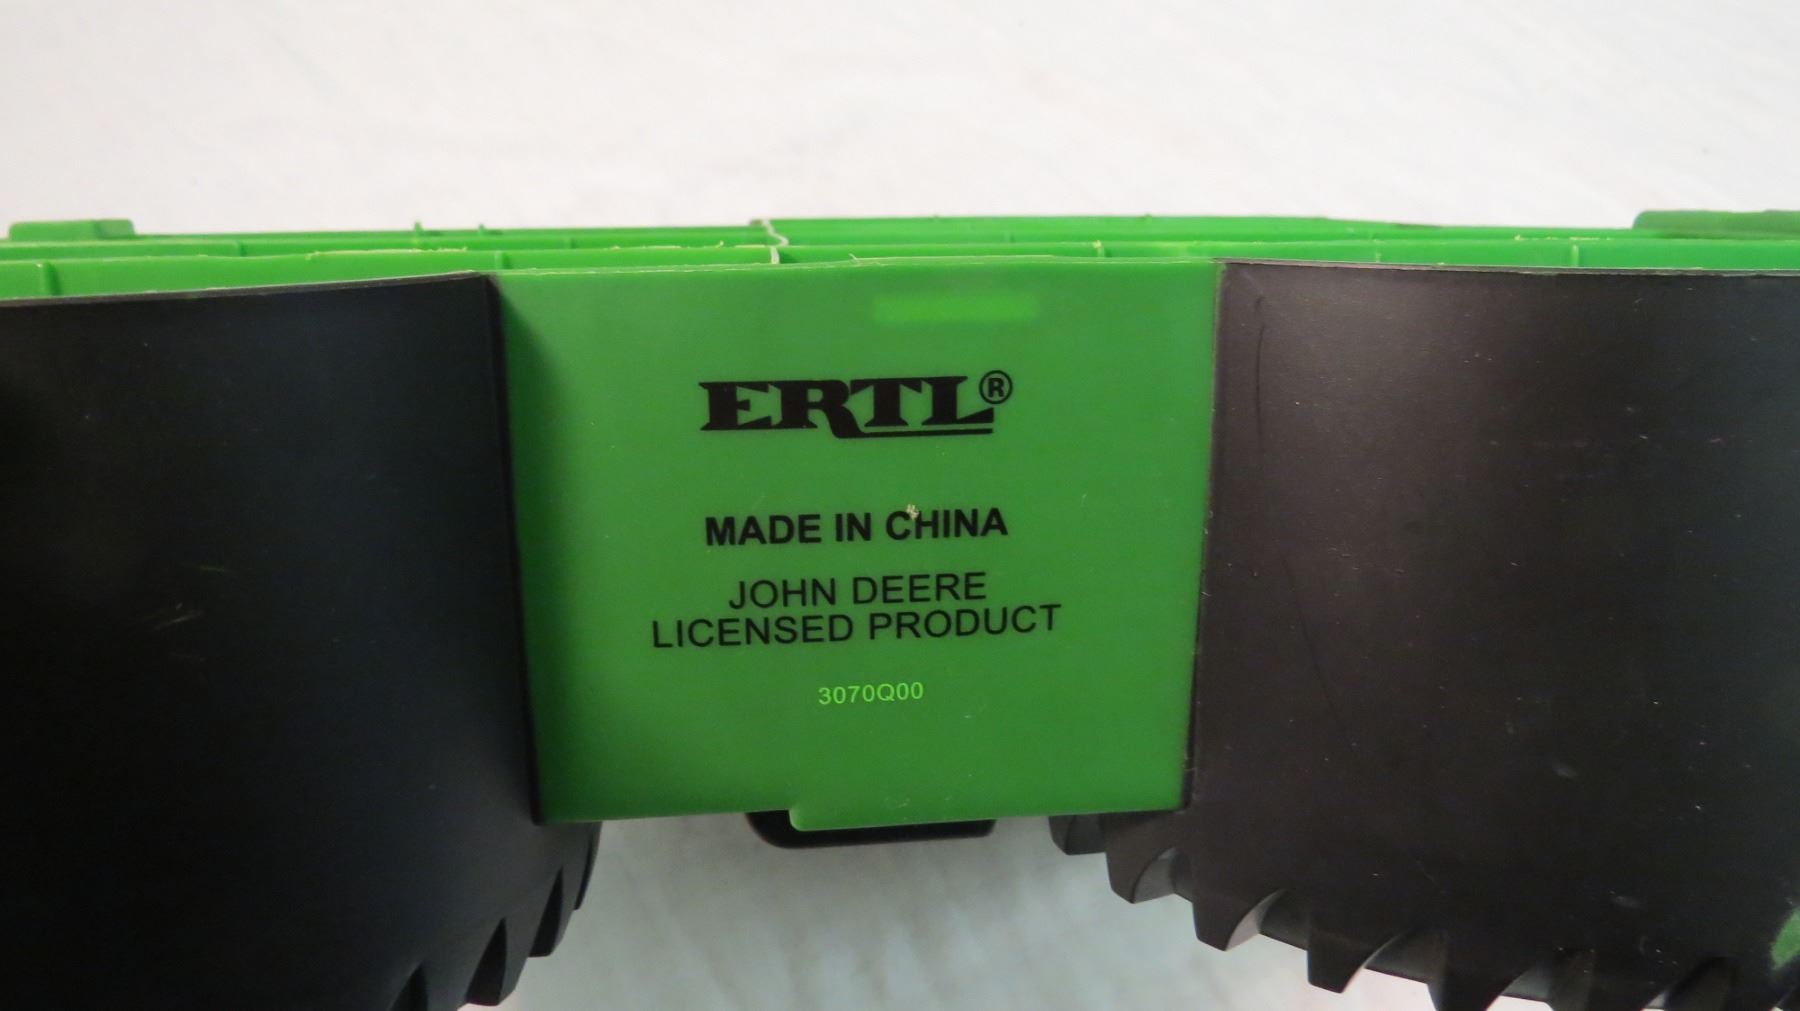 ERTL®
MADE IN CHINA
JOHN DEERE
LICENSED PRODUCT
3070Q00